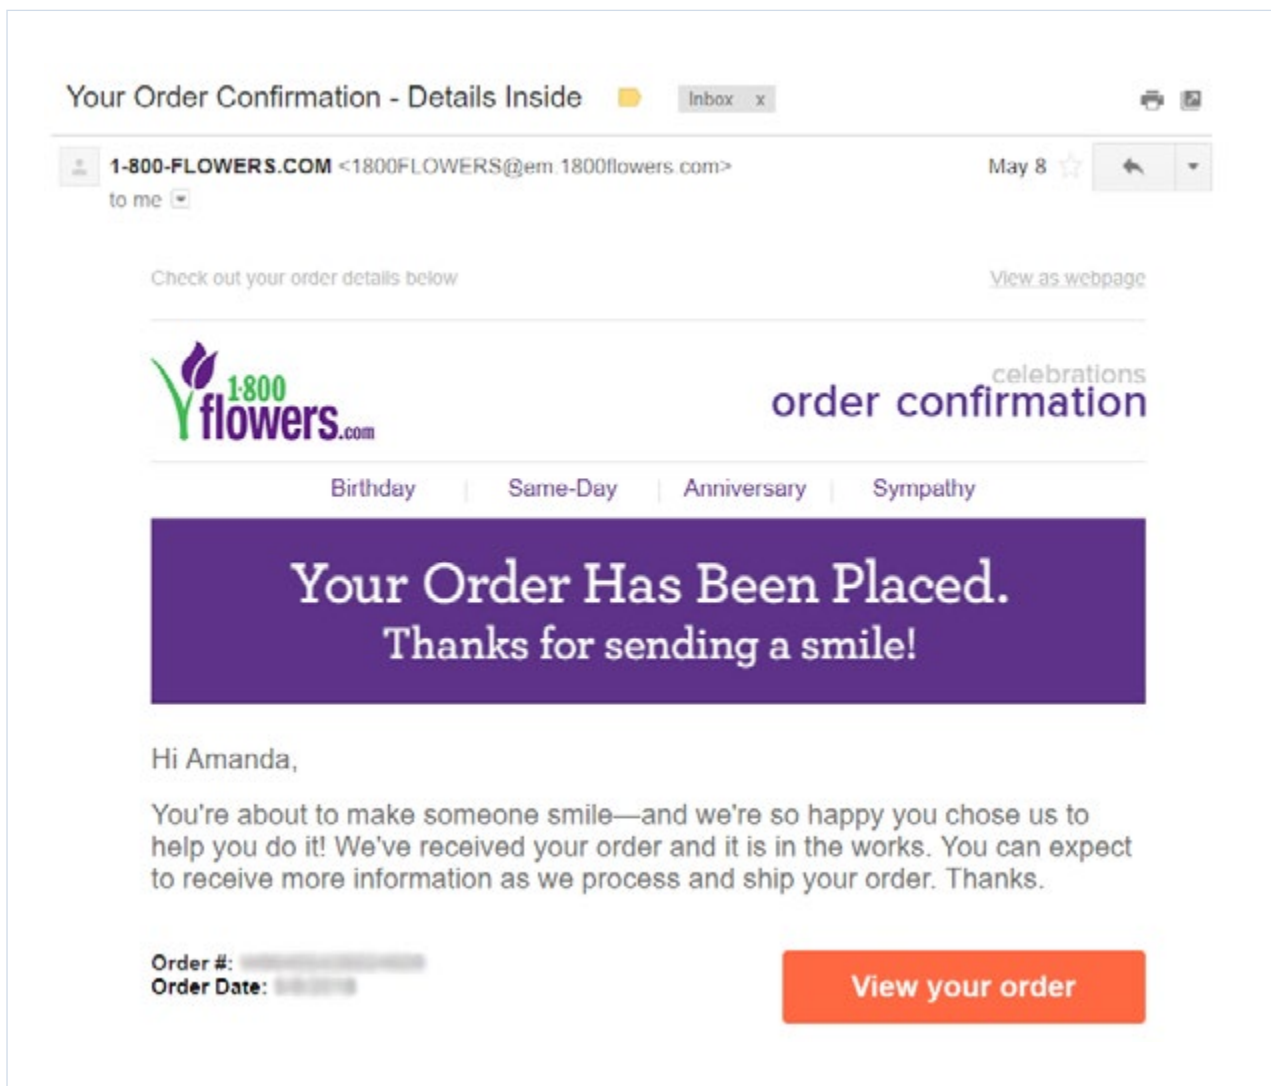 Your Order Confirmation - Details Inside Inbox x
1-800-FLOWERS.COM <1800FLOWERS@em.1800flowers.com> May 8
to me
Check out your order details below View as webpage
1-800
flowers.com
celebrations
order confirmation
Birthday Same-Day Anniversary Sympathy
Your Order Has Been Placed.
Thanks for sending a smile!
Hi Amanda,
You're about to make someone smile—and we're so happy you chose us to
help you do it! We've received your order and it is in the works. You can expect
to receive more information as we process and ship your order. Thanks.
Order #:
Order Date:
View your order